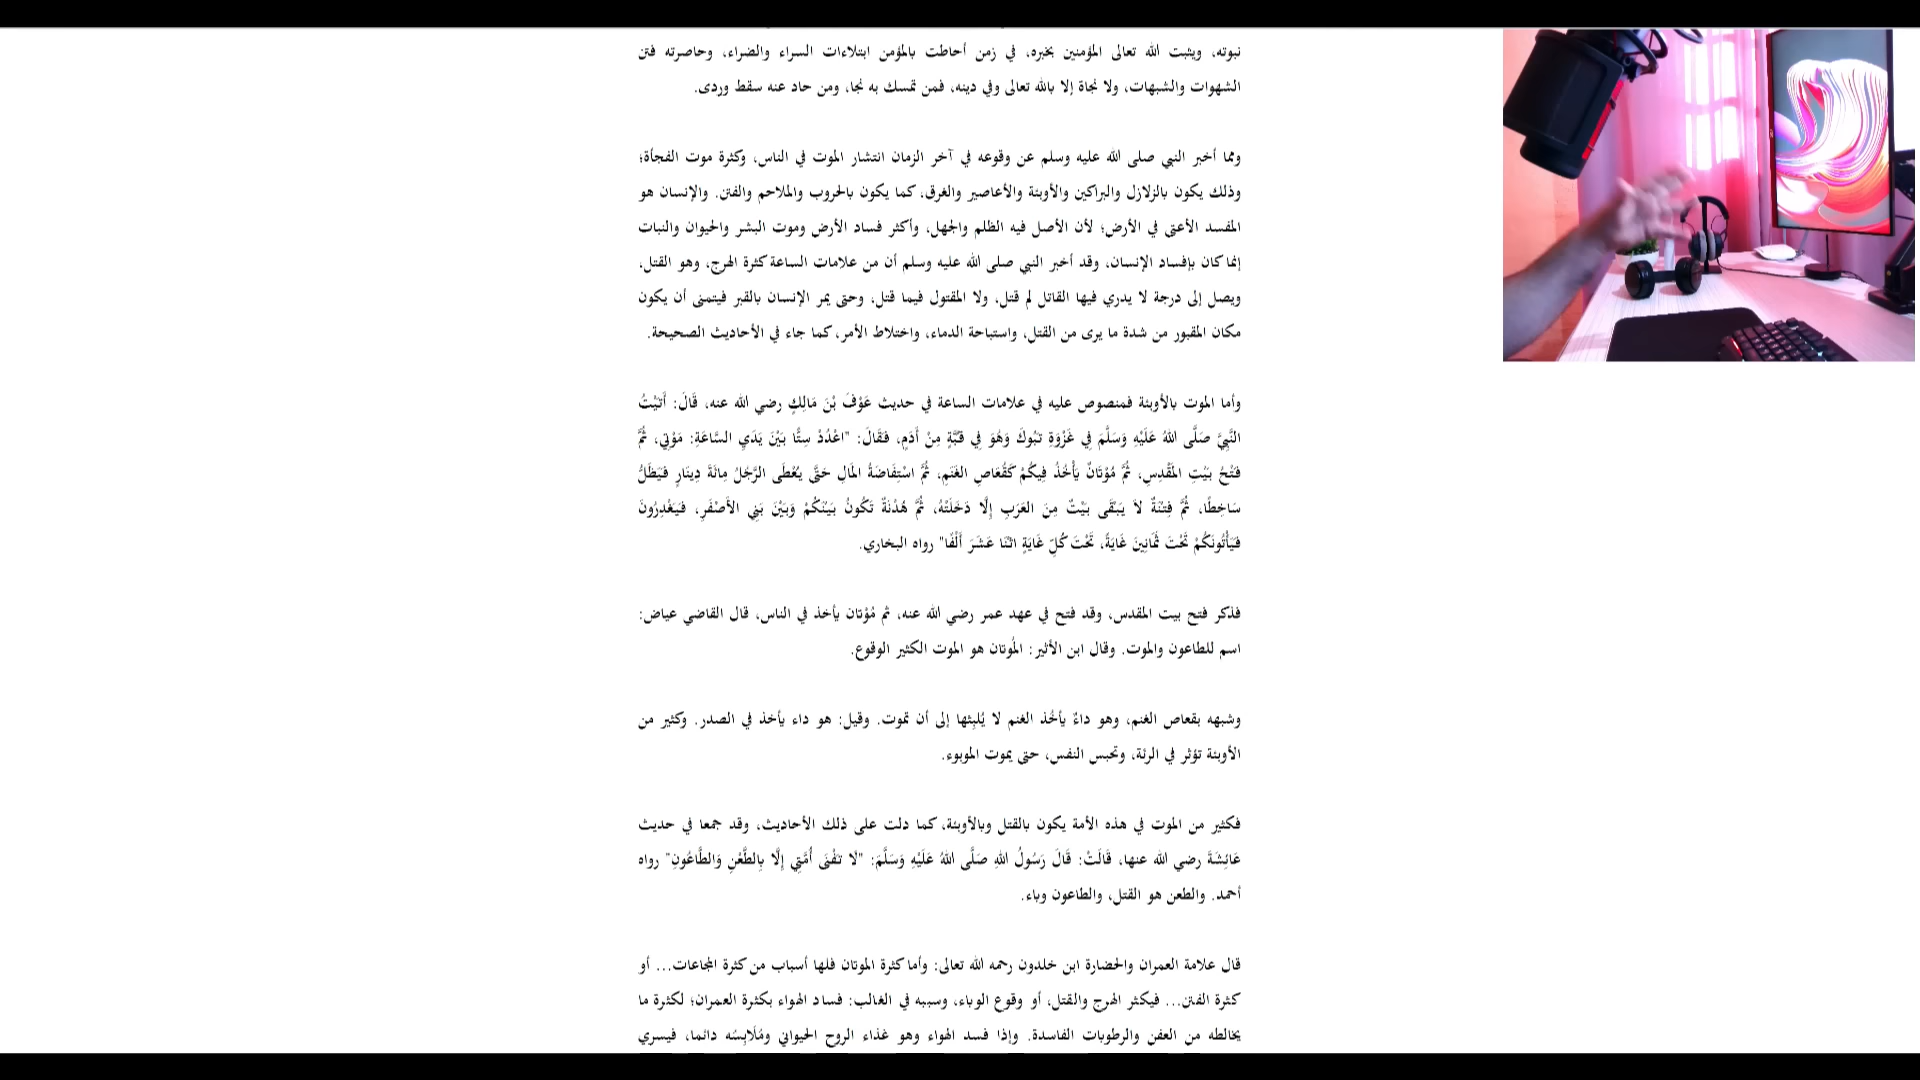 نبوته، ويثبت الله تعالى المؤمنين بخبره، في زمن أحاطت بالمؤمن ابتلاءات السراء والضراء، وحاصرته فتن
الشهوات والشبهات، ولا نجاة إلا بالله تعالى وفي دينه، فمن تمسك به نجا، ومن حاد عنه سقط وردى.
ومما أخبر النبي صلى الله عليه وسلم عن وقوعه في آخر الزمان انتشار الموت في الناس، وكثرة موت الفجأة؛
وذلك يكون بالزلازل والبراكين والأوبئة والأعاصير والغرق، كما يكون بالحروب والملاحم والفتن. والإنسان هو
المفسد الأعتى في الأرض؛ لأن الأصل فيه الظلم والجهل، وأكثر فساد الأرض وموت البشر والحيوان والنبات
إنما كان بإفساد الإنسان، وقد أخبر النبي صلى الله عليه وسلم أن من علامات الساعة كثرة الهرج، وهو القتل،
ويصل إلى درجة لا يدري فيها القاتل لم قتل، ولا المقتول فيما قتل، وحتى يمر الإنسان بالقبر فيتمنى أن يكون
مكان المقبور من شدة ما يرى من القتل، واستباحة الدماء، واختلاط الأمر، كما جاء في الأحاديث الصحيحة.
وأما الموت بالأوبئة فمنصوص عليه في علامات الساعة في حديث عَوْفَ بْنَ مَالِكٍ رضي الله عنه، قَالَ: أَتَيْتُ
النَّبِيَّ صَلَّى اللهُ عَلَيْهِ وَسَلَّمَ فِي غَزْوَةِ تَبُوكَ وَهُوَ فِي قُبَّةٍ مِنْ أَدَمٍ، فَقَالَ: "اعْدُدْ سِتًّا بَيْنَ يَدَيِ السَّاعَةِ: مَوْتِي، ثُمَّ
فَتْحُ بَيْتِ المَقْدِسِ، ثُمَّ مُوْتَانٌ يَأْخُذُ فِيكُمْ كَقُعَاصِ الغَنَمِ، ثُمَّ اسْتِفَاضَةُ المَالِ حَتَّى يُعْطَى الرَّجُلُ مِائَةَ دِينَارٍ فَيَظَلُّ
سَاخِطًا، ثُمَّ فِتْنَةٌ لاَ يَبْقَى بَيْتٌ مِنَ العَرَبِ إِلَّا دَخَلَتْهُ، ثُمَّ هُدْنَةٌ تَكُونُ بَيْنَكُمْ وَبَيْنَ بَنِي الأَصْفَرِ، فَيَغْدِرُونَ
فَيَأْتُونَكُمْ تَحْتَ ثَمَانِينَ غَايَةً، تَحْتَ كُلِّ غَايَةٍ اثْنَا عَشَرَ أَلْفًا" رواه البخاري.
فذكر فتح بيت المقدس، وقد فتح في عهد عمر رضي الله عنه، ثم مُوْتان يأخذ في الناس، قال القاضي عياض:
اسم للطاعون والموت. وقال ابن الأثير: المُوتان هو الموت الكثير الوقوع.
وشبهه بقعاص الغنم، وهو داءٌ يأخُذ الغنم لا يُلبِثها إلى أن تموت. وقيل: هو داء يأخذ في الصدر. وكثير من
الأوبئة تؤثر في الرئة، وتحبس النفس، حتى يموت الموبوء.
فكثير من الموت في هذه الأمة يكون بالقتل وبالأوبئة، كما دلت على ذلك الأحاديث، وقد جمعا في حديث
عَائِشَةَ رضي الله عنها، قَالَتْ: قَالَ رَسُولُ اللهِ صَلَّى اللهُ عَلَيْهِ وَسَلَّمَ: "لَا تَفْنَى أُمَّتِي إِلَّا بِالطَّعْنِ وَالطَّاعُونِ" رواه
أحمد. والطعن هو القتل، والطاعون وباء.
قال علامة العمران والحضارة ابن خلدون رحمه الله تعالى: وأما كثرة الموتان فلها أسباب من كثرة المجاعات... أو
كثرة الفتن... فيكثر الهرج والقتل، أو وقوع الوباء، وسببه في الغالب: فساد الهواء بكثرة العمران؛ لكثرة ما
يخالطه من العفن والرطوبات الفاسدة. وإذا فسد الهواء وهو غذاء الروح الحيواني ومُلَابِسُه دائما، فيسري